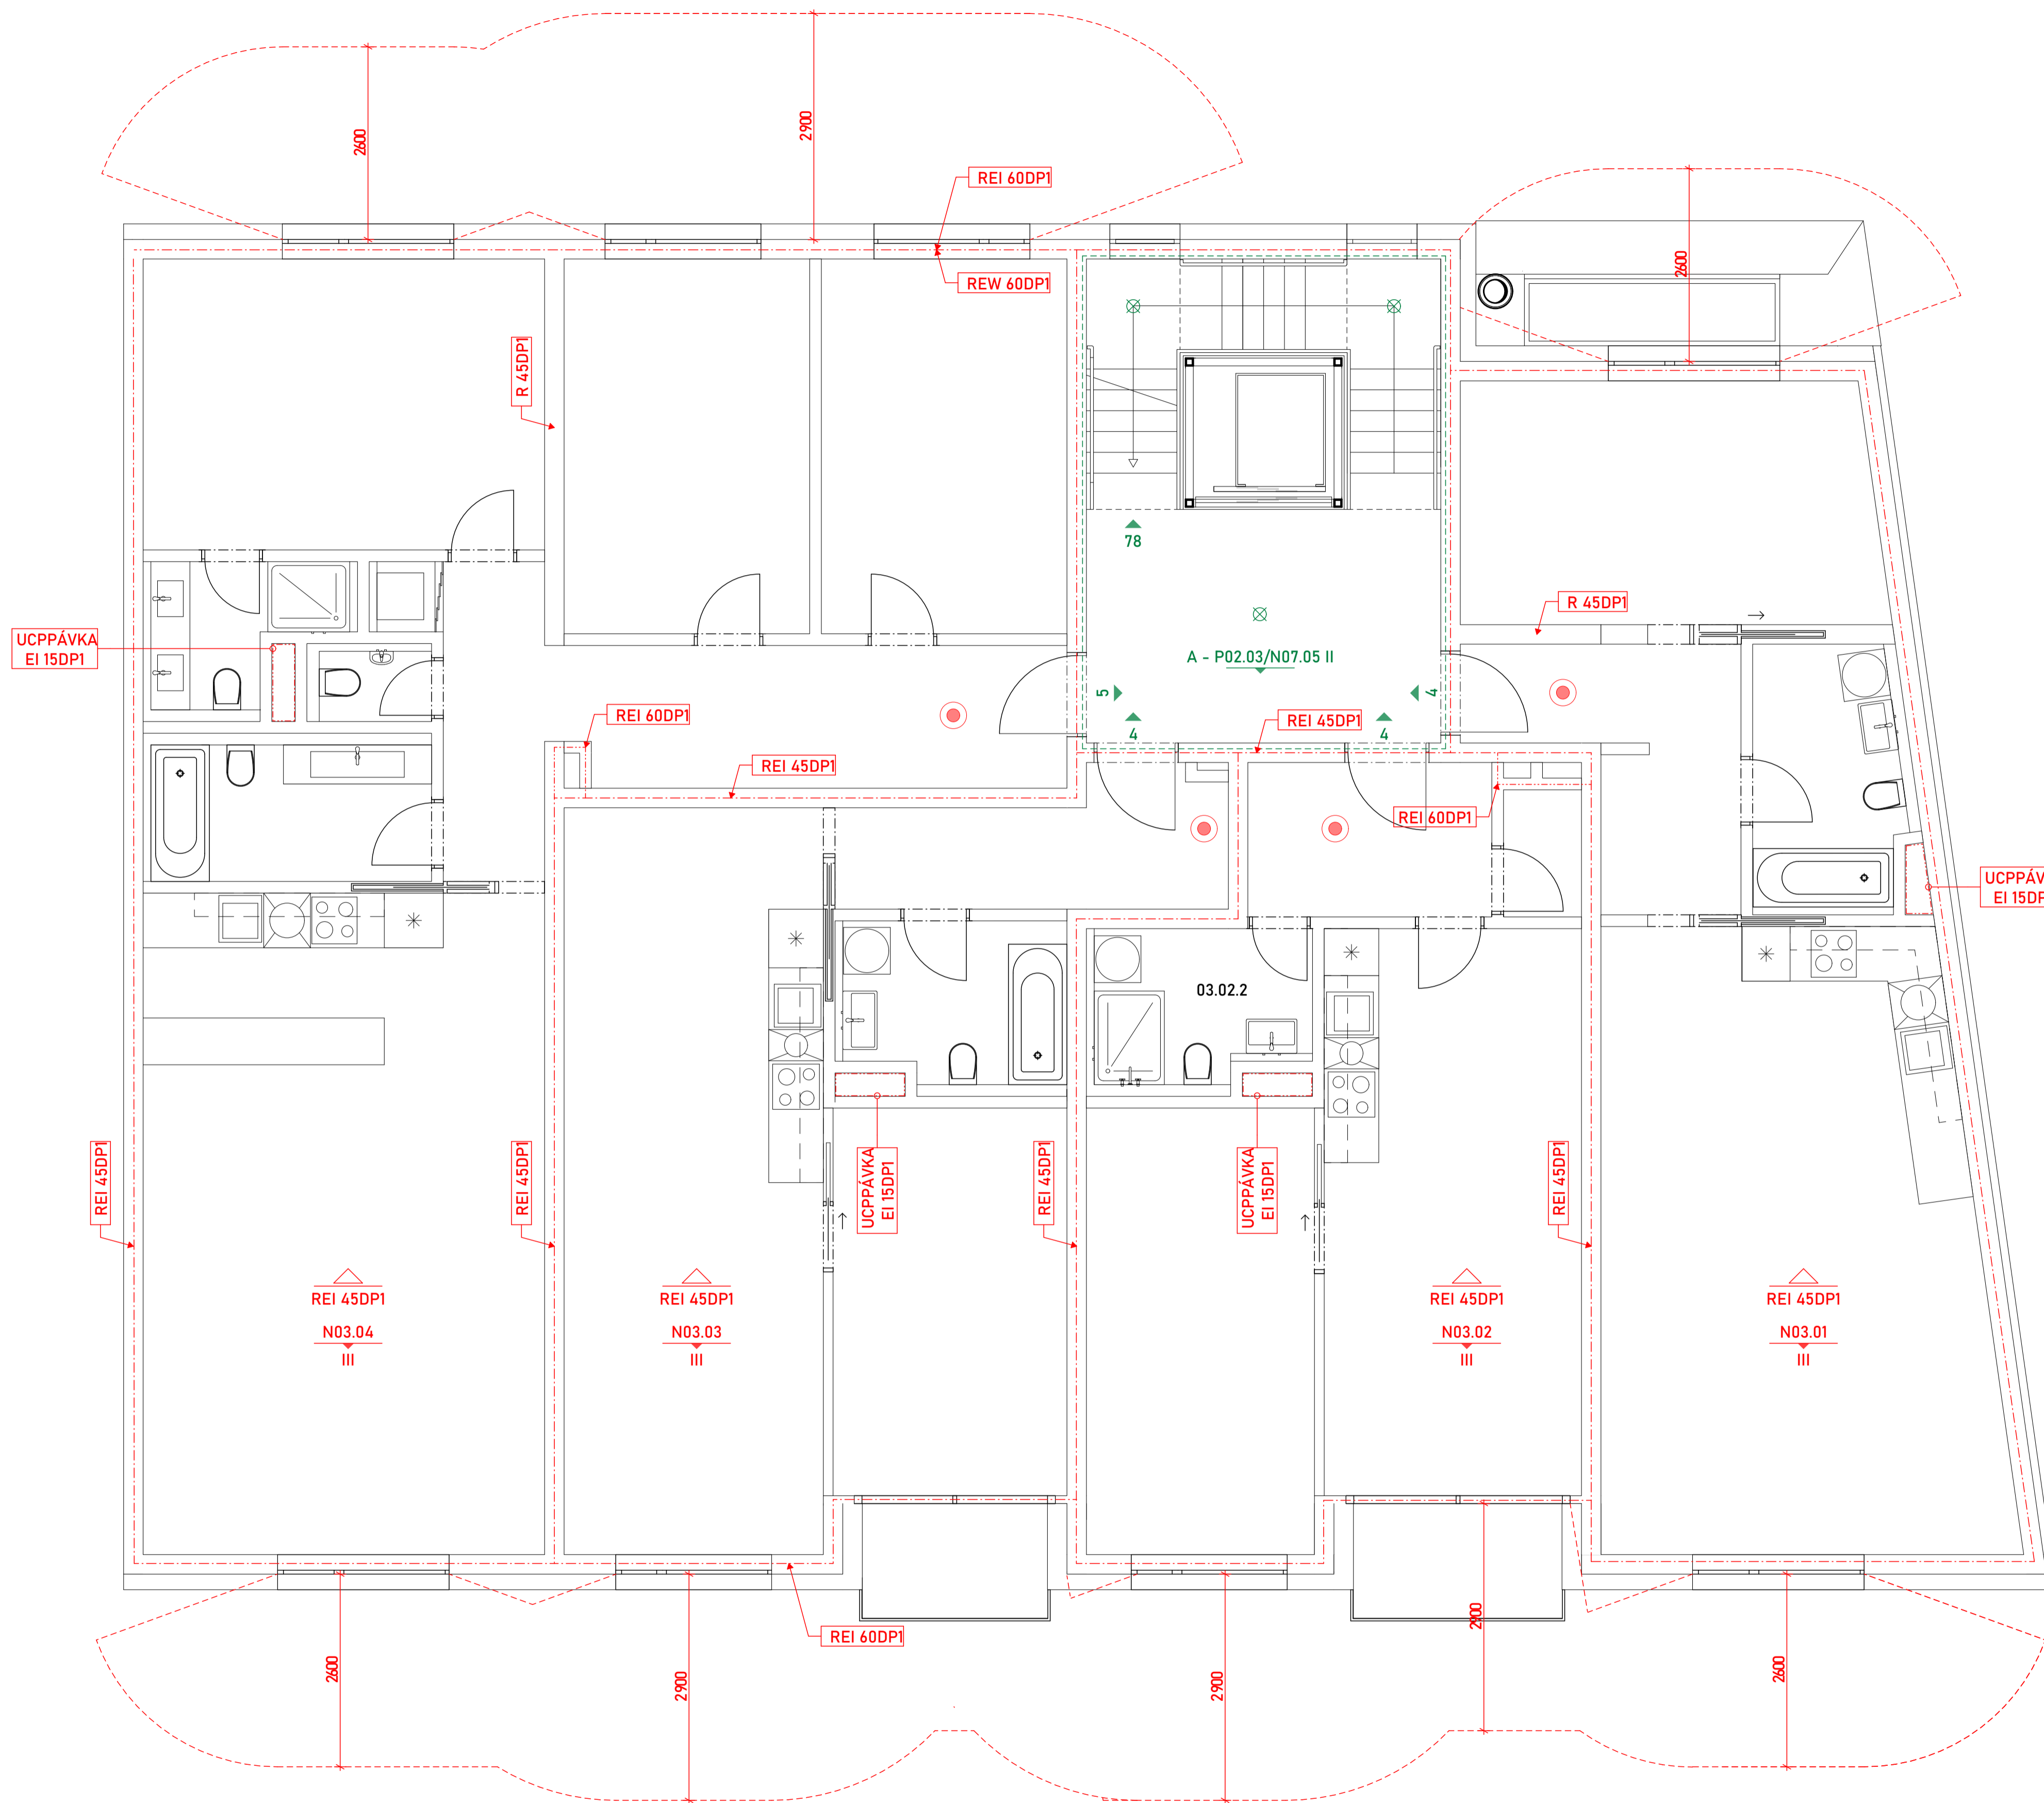 2600
2900
REI 60DP1
REW 60DP1
2600
R 45DP1
78
R 45DP1
UCPPÁVKA
EI 15DP1
A - P02.03/N07.05 II
5
4
4
4
REI 60DP1
REI 45DP1
REI 45DP1
REI 60DP1
UCPPÁV
EI 15DP
03.02.2
REI 45DP1
REI 45DP1
UCPPÁVKA
EI 15DP1
REI 45DP1
UCPPÁVKA
EI 15DP1
REI 45DP1
REI 45DP1
N03.04
III
REI 45DP1
N03.03
III
REI 45DP1
N03.02
III
REI 45DP1
N03.01
III
REI 60DP1
2600
2900
2900
2900
2600